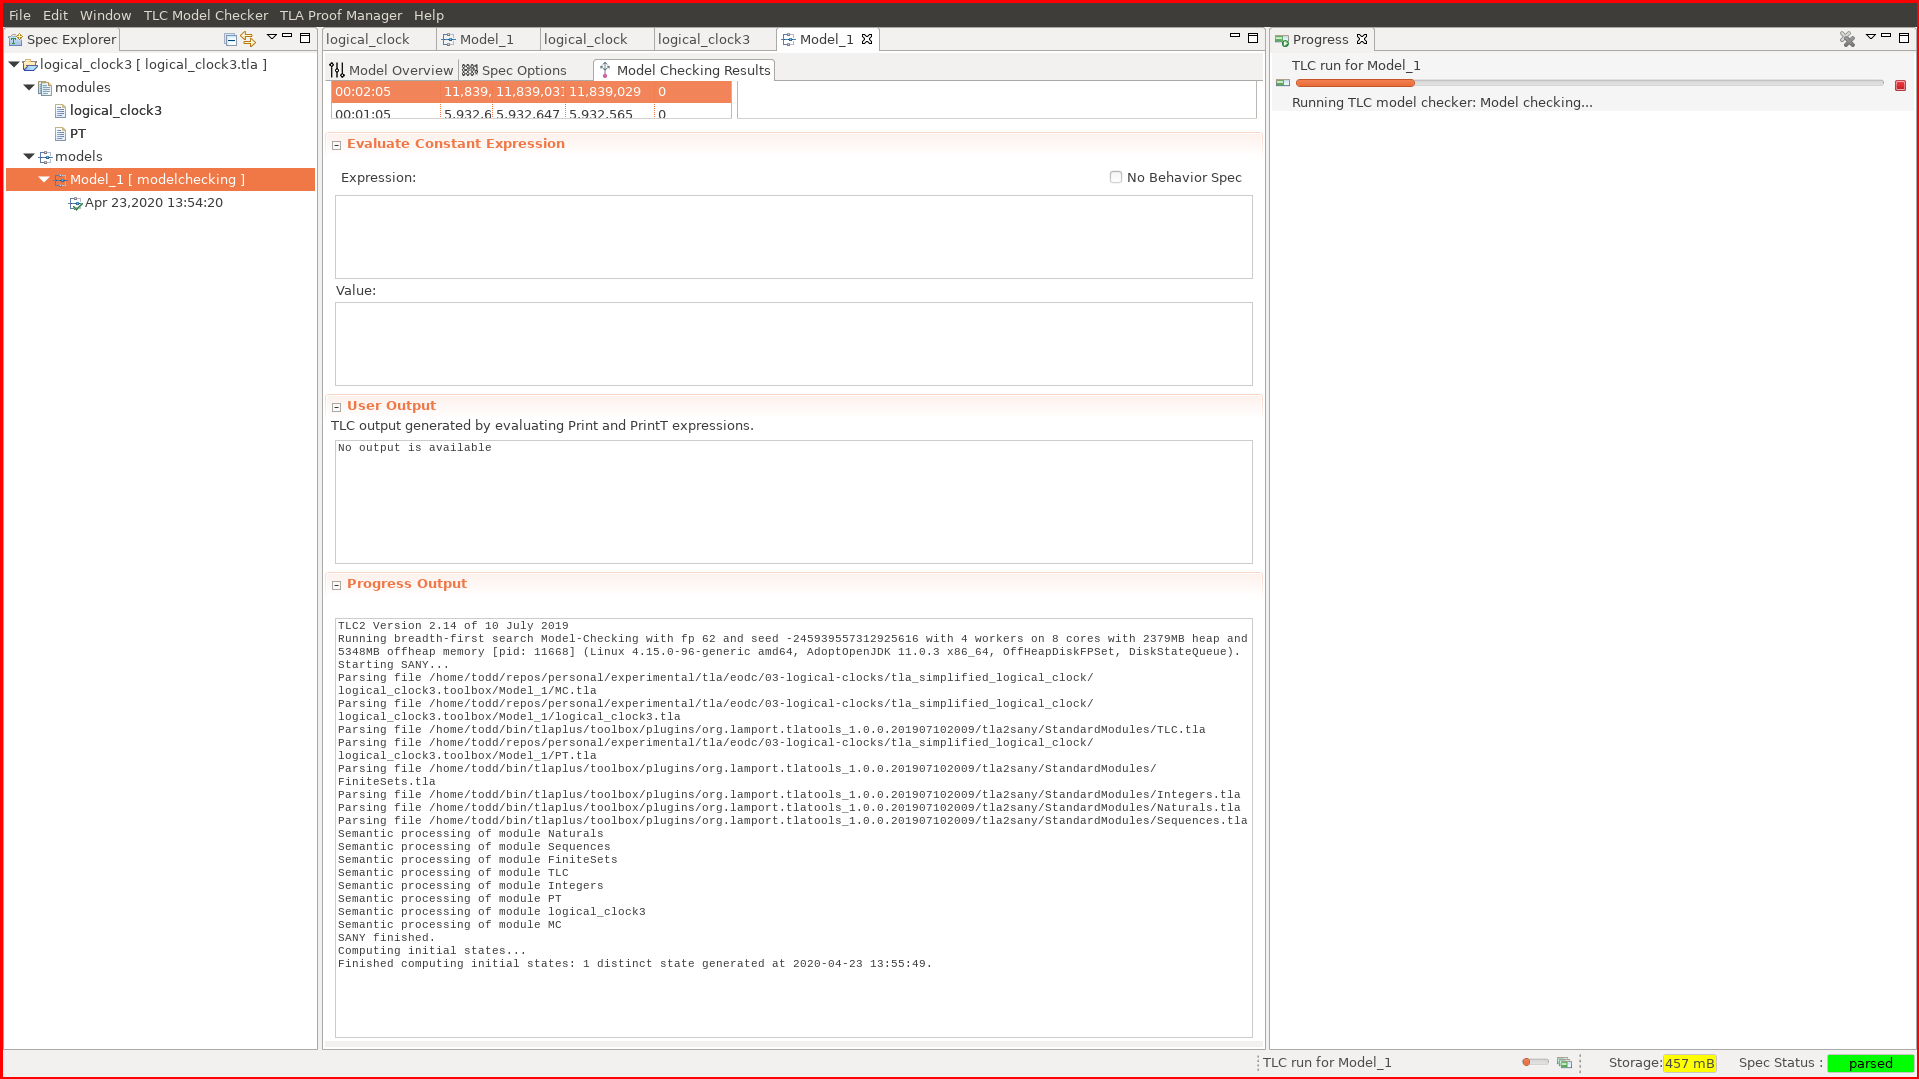 File Edit Window TLC Model Checker TLA Proof Manager Help
Spec Explorer
logical_clock3 [ logical_clock3.tla ]
modules
logical_clock3
PT
models
Model_1 [ modelchecking ]
Apr 23,2020 13:54:20
logical_clock Model_1 logical_clock logical_clock3 Model_1
Model Overview Spec Options Model Checking Results
00:02:05 11,839, 11,839,031 11,839,029 0
00:01:05 5,932,6 5,932,647 5,932,565 0
Evaluate Constant Expression
Expression: No Behavior Spec
Value:
User Output
TLC output generated by evaluating Print and PrintT expressions.
No output is available
Progress Output
TLC2 Version 2.14 of 10 July 2019
Running breadth-first search Model-Checking with fp 62 and seed -245939557312925616 with 4 workers on 8 cores with 2379MB heap and
5348MB offheap memory [pid: 11668] (Linux 4.15.0-96-generic amd64, AdoptOpenJDK 11.0.3 x86_64, OffHeapDiskFPSet, DiskStateQueue).
Starting SANY...
Parsing file /home/todd/repos/personal/experimental/tla/eodc/03-logical-clocks/tla_simplified_logical_clock/
logical_clock3.toolbox/Model_1/MC.tla
Parsing file /home/todd/repos/personal/experimental/tla/eodc/03-logical-clocks/tla_simplified_logical_clock/
logical_clock3.toolbox/Model_1/logical_clock3.tla
Parsing file /home/todd/bin/tlaplus/toolbox/plugins/org.lamport.tlatools_1.0.0.201907102009/tla2sany/StandardModules/TLC.tla
Parsing file /home/todd/repos/personal/experimental/tla/eodc/03-logical-clocks/tla_simplified_logical_clock/
logical_clock3.toolbox/Model_1/PT.tla
Parsing file /home/todd/bin/tlaplus/toolbox/plugins/org.lamport.tlatools_1.0.0.201907102009/tla2sany/StandardModules/
FiniteSets.tla
Parsing file /home/todd/bin/tlaplus/toolbox/plugins/org.lamport.tlatools_1.0.0.201907102009/tla2sany/StandardModules/Integers.tla
Parsing file /home/todd/bin/tlaplus/toolbox/plugins/org.lamport.tlatools_1.0.0.201907102009/tla2sany/StandardModules/Naturals.tla
Parsing file /home/todd/bin/tlaplus/toolbox/plugins/org.lamport.tlatools_1.0.0.201907102009/tla2sany/StandardModules/Sequences.tla
Semantic processing of module Naturals
Semantic processing of module Sequences
Semantic processing of module FiniteSets
Semantic processing of module TLC
Semantic processing of module Integers
Semantic processing of module PT
Semantic processing of module logical_clock3
Semantic processing of module MC
SANY finished.
Computing initial states...
Finished computing initial states: 1 distinct state generated at 2020-04-23 13:55:49.
Progress
TLC run for Model_1
Running TLC model checker: Model checking...
TLC run for Model_1 Storage: 457 mB Spec Status : parsed